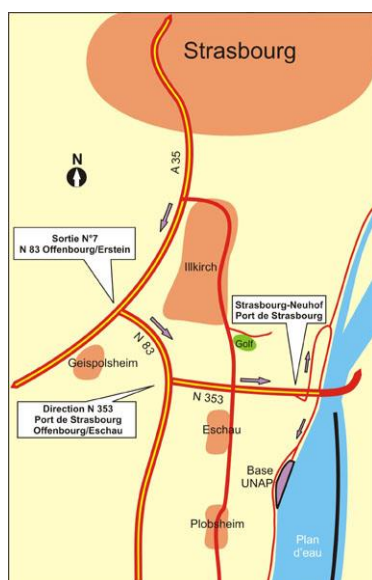 Strasbourg
A 35
N
Sortie N°7
N 83 Offenbourg/Erstein
Illkirch
Strasbourg-Neuhof
Port de Strasbourg
Golf
N 83
Geispolsheim
N 353
Direction N 353
Port de Strasbourg
Offenbourg/Eschau
Eschau
Base
UNAP
Plobsheim
Plan
d'eau